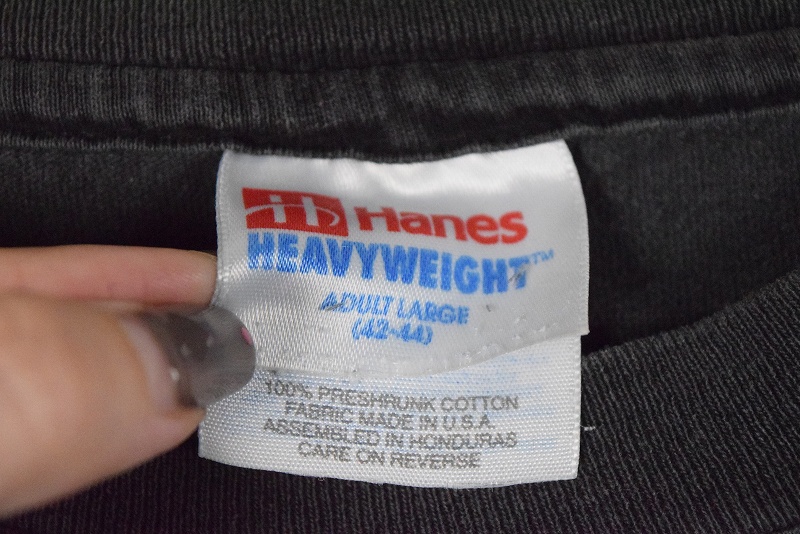 Hanes
HEAVYWEIGHT™
ADULT LARGE
(42-44)
100% PRESHRUNK COTTON
FABRIC MADE IN U.S.A.
ASSEMBLED IN HONDURAS
CARE ON REVERSE